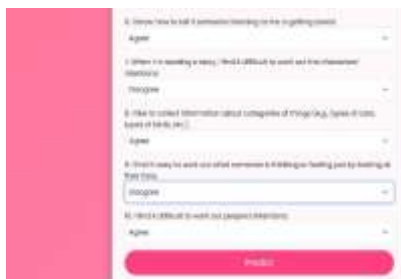 6. I know how to tell if someone listening to me is getting bored.
Agree
7. When I'm reading a story, I find it difficult to work out the characters'
intentions.
Disagree
8. I like to collect information about categories of things (e.g., types of cars,
types of birds, etc.)
Agree
9. I find it easy to work out what someone is thinking or feeling just by looking at
their face.
Disagree
10. I find it difficult to work out people's intentions.
Agree
Predict